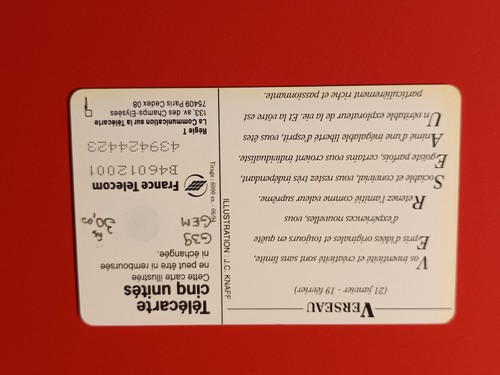 VERSEAU
(21 janvier - 19 février)
Vos inventivité et créativité sont sans limite,
Epris d'idées originales et toujours en quête
d'expériences nouvelles, vous
Retenez l'amitié comme valeur suprême.
Sociable et convivial, vous restez très indépendant,
Egoïste parfois, certains vous croient individualiste.
Animé d'une inégalable liberté d'esprit, vous êtes
Un véritable explorateur de la vie. Et la vôtre est
particulièrement riche et passionnante.
ILLUSTRATION : J.C. KNAFF
Télécarte
cinq unités
Cette carte illustrée
ne peut être ni remboursée
ni échangée.
G39
GEM
Tirage : 6000 ex. - 06/94
France Telecom
B46012001
439424423
Régie T
La Communication sur la Télécarte
133, av. des Champs-Elysées
75409 Paris Cedex 08